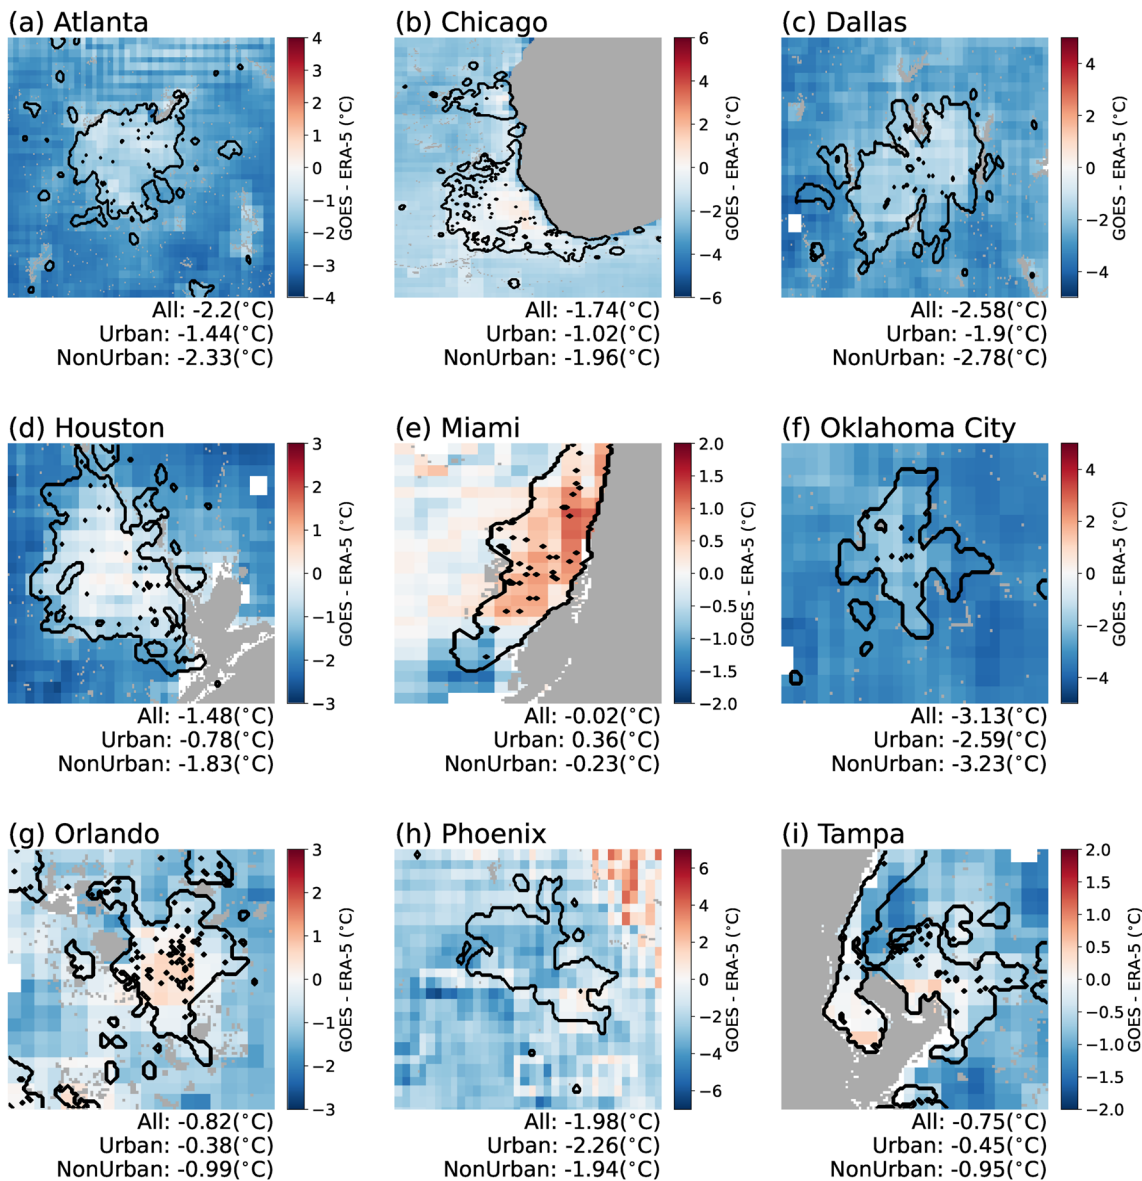 (a) Atlanta
4
3
2
1
0
−1
−2
−3
−4
GOES - ERA-5 (°C)
All: -2.2(°C)
Urban: -1.44(°C)
NonUrban: -2.33(°C)
(b) Chicago
6
4
2
0
−2
−4
−6
GOES - ERA-5 (°C)
All: -1.74(°C)
Urban: -1.02(°C)
NonUrban: -1.96(°C)
(c) Dallas
4
2
0
−2
−4
GOES - ERA-5 (°C)
All: -2.58(°C)
Urban: -1.9(°C)
NonUrban: -2.78(°C)
(d) Houston
3
2
1
0
−1
−2
−3
GOES - ERA-5 (°C)
All: -1.48(°C)
Urban: -0.78(°C)
NonUrban: -1.83(°C)
(e) Miami
2.0
1.5
1.0
0.5
0.0
−0.5
−1.0
−1.5
−2.0
GOES - ERA-5 (°C)
All: -0.02(°C)
Urban: 0.36(°C)
NonUrban: -0.23(°C)
(f) Oklahoma City
4
2
0
−2
−4
GOES - ERA-5 (°C)
All: -3.13(°C)
Urban: -2.59(°C)
NonUrban: -3.23(°C)
(g) Orlando
3
2
1
0
−1
−2
−3
GOES - ERA-5 (°C)
All: -0.82(°C)
Urban: -0.38(°C)
NonUrban: -0.99(°C)
(h) Phoenix
6
4
2
0
−2
−4
−6
GOES - ERA-5 (°C)
All: -1.98(°C)
Urban: -2.26(°C)
NonUrban: -1.94(°C)
(i) Tampa
2.0
1.5
1.0
0.5
0.0
−0.5
−1.0
−1.5
−2.0
GOES - ERA-5 (°C)
All: -0.75(°C)
Urban: -0.45(°C)
NonUrban: -0.95(°C)